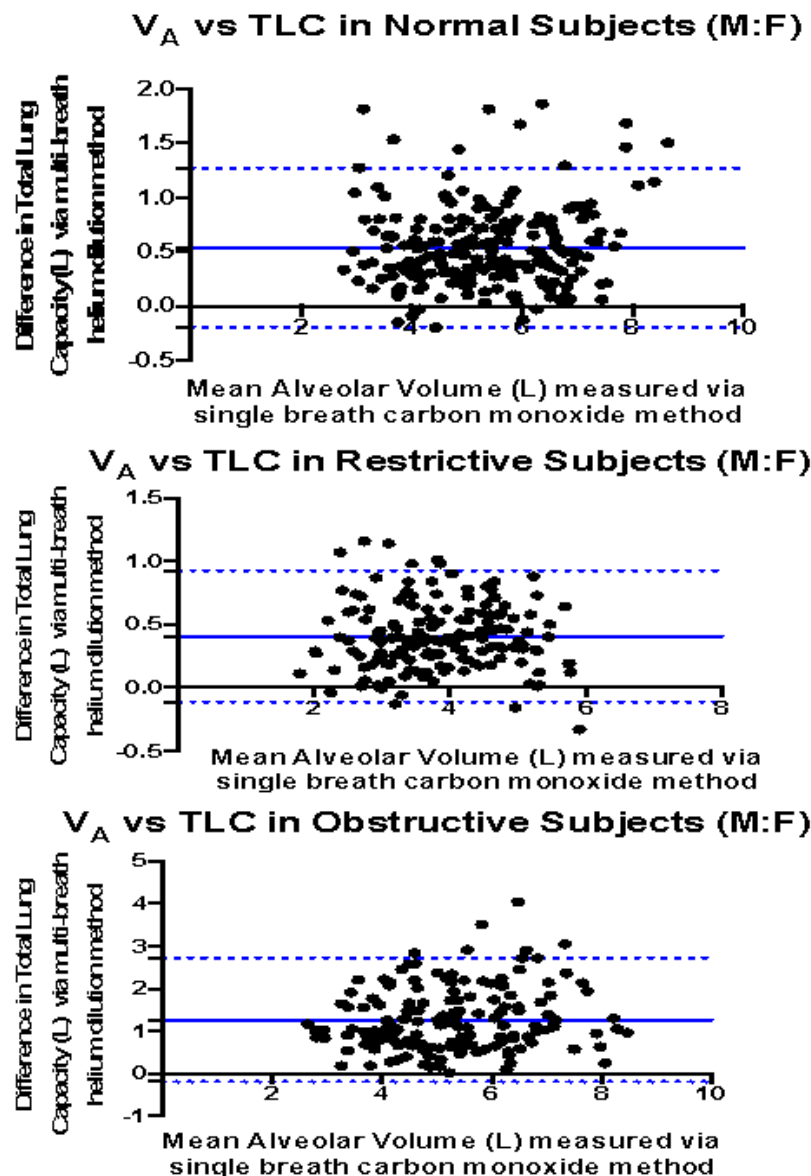 V_A vs TLC in Normal Subjects (M:F)
Difference in Total Lung
Capacity (L) via multi-breath
helium dilution method
2.0
1.5
1.0
0.5
0.0
-0.5
2
4
6
8
10
Mean Alveolar Volume (L) measured via
single breath carbon monoxide method
V_A vs TLC in Restrictive Subjects (M:F)
Difference in Total Lung
Capacity (L) via multi-breath
helium dilution method
1.5
1.0
0.5
0.0
-0.5
2
4
6
8
Mean Alveolar Volume (L) measured via
single breath carbon monoxide method
V_A vs TLC in Obstructive Subjects (M:F)
Difference in Total Lung
Capacity (L) via multi-breath
helium dilution method
5
4
3
2
1
0
-1
2
4
6
8
10
Mean Alveolar Volume (L) measured via
single breath carbon monoxide method